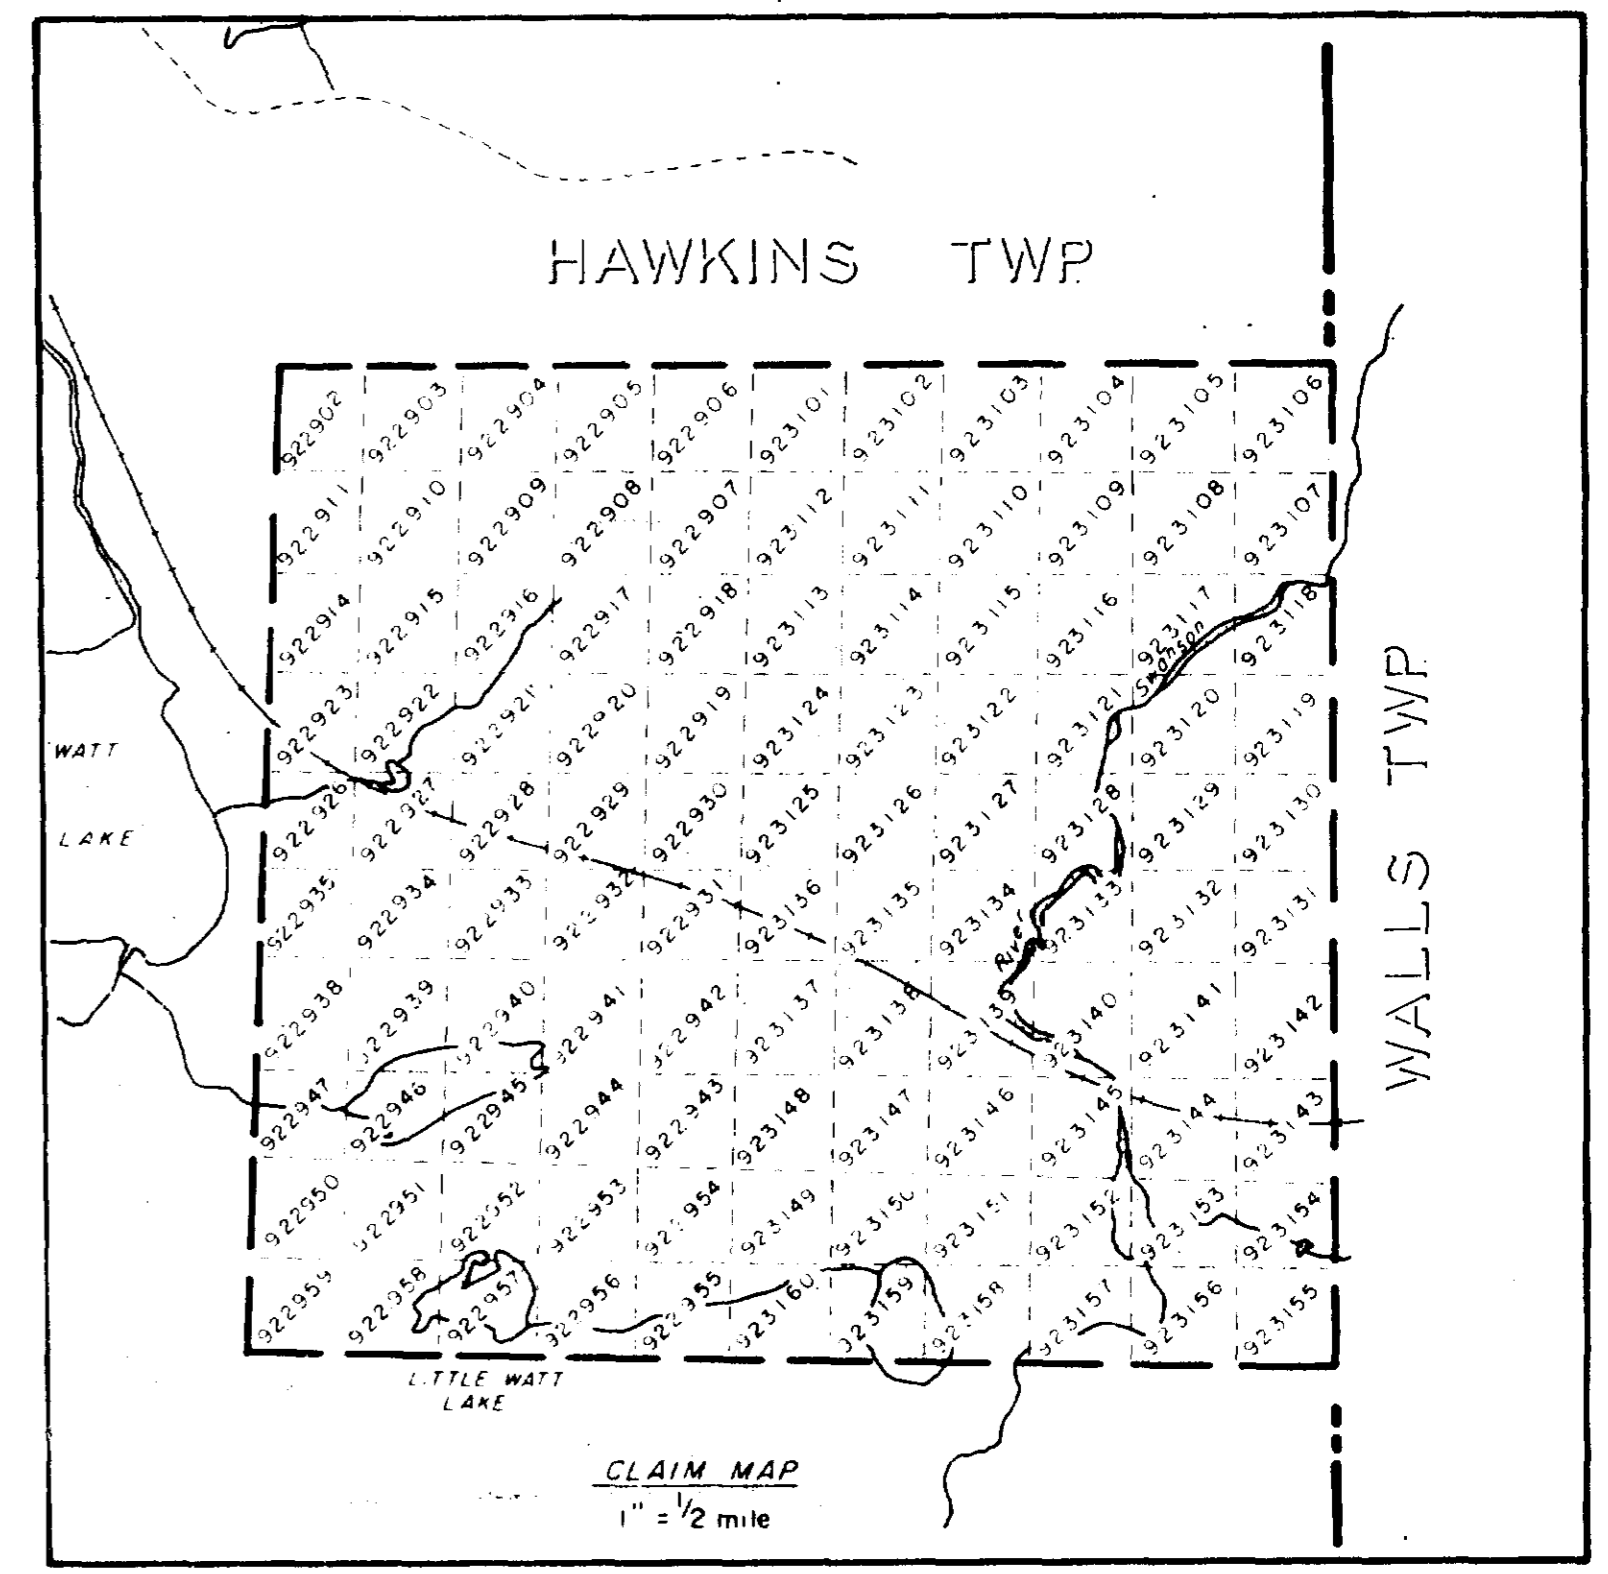 HAWKINS TWP.
922902 922903 922904 922905 922906 923101 923102 923103 923104 923105 923106
922911 922910 922909 922908 922907 923112 923111 923110 923109 923108 923107
922914 922915 922916 922917 922918 923113 923114 923115 923116 923117 923118
Swanson
922923 922922 922921 922920 922919 923124 923123 923122 923121 923120 923119
WATT
LAKE
922926 922927 922928 922929 922930 923125 923126 923127 923128 923129 923130
922935 922934 922933 922932 922931 923136 923135 923134 923133 923132 923131
River
922938 922939 922940 922941 922942 923137 923138 923139 923140 923141 923142
922947 922946 922945 922944 922943 923148 923147 923146 923145 923144 923143
922950 922951 922952 922953 922954 923149 923150 923151 923152 923153 923154
922959 922958 922957 922956 922955 923160 923159 923158 923157 923156 923155
WALLS TWP.
LITTLE WATT
LAKE
CLAIM MAP
1" = 1/2 mile